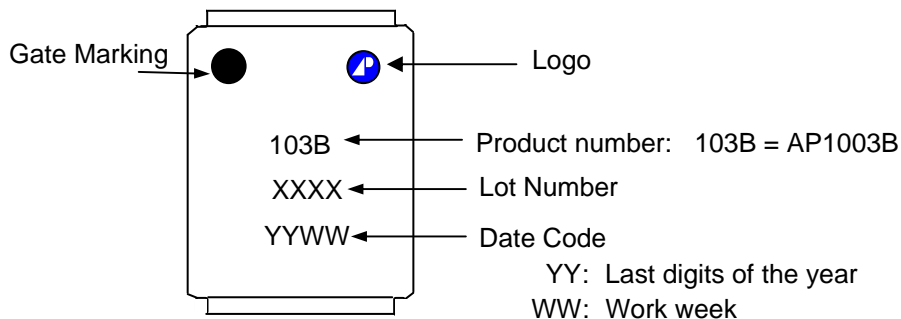 Gate Marking
AP
Logo
103B
Product number: 103B = AP1003B
XXXX
Lot Number
YYWW
Date Code
YY: Last digits of the year
WW: Work week